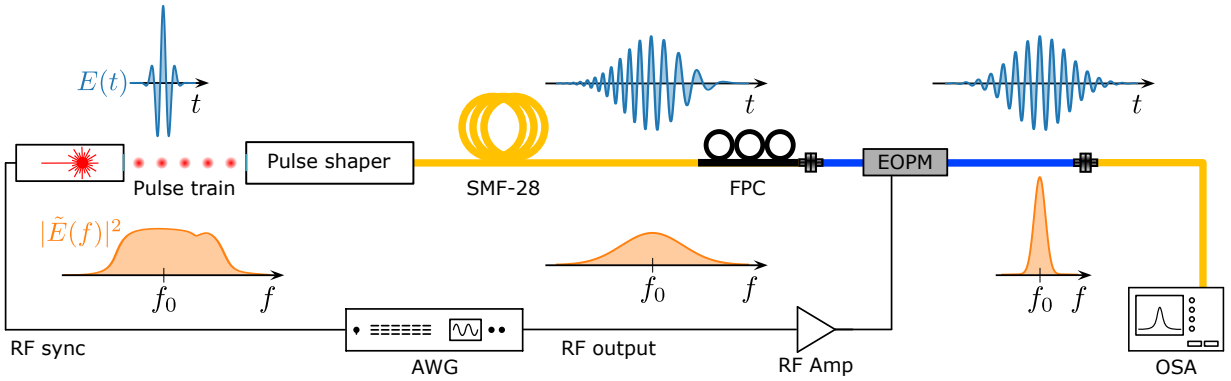 E(t)
t
t
t
Pulse train
Pulse shaper
SMF-28
FPC
EOPM
|Ẽ(f)|²
f₀
f
f₀
f
f₀
f
RF sync
AWG
RF output
RF Amp
OSA